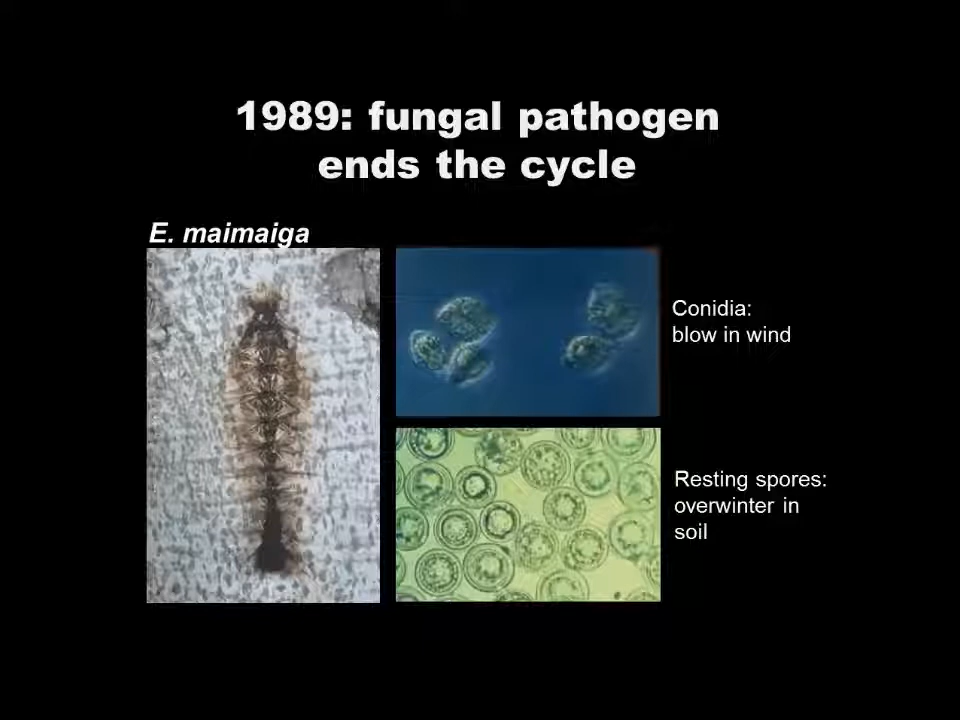 1989: fungal pathogen
ends the cycle
E. maimaiga
Conidia:
blow in wind
Resting spores:
overwinter in
soil